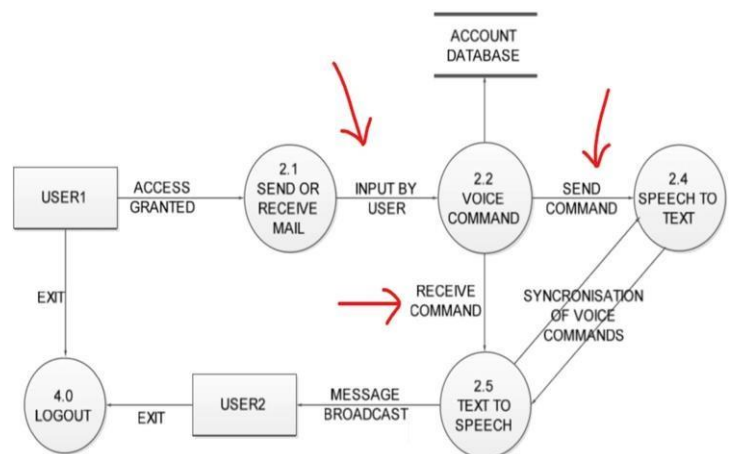 ACCOUNT
DATABASE
USER1
ACCESS
GRANTED
2.1
SEND OR
RECEIVE
MAIL
INPUT BY
USER
2.2
VOICE
COMMAND
SEND
COMMAND
2.4
SPEECH TO
TEXT
EXIT
RECEIVE
COMMAND
SYNCRONISATION
OF VOICE
COMMANDS
4.0
LOGOUT
EXIT
USER2
MESSAGE
BROADCAST
2.5
TEXT TO
SPEECH